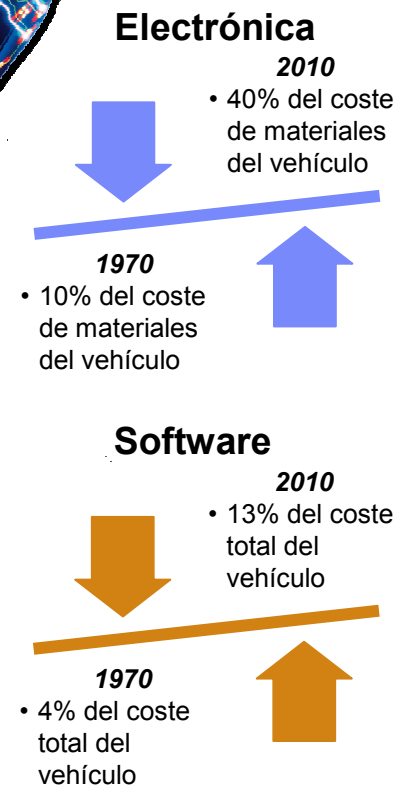 Electrónica
2010
• 40% del coste
de materiales
del vehículo
1970
• 10% del coste
de materiales
del vehículo
Software
2010
• 13% del coste
total del
vehículo
1970
• 4% del coste
total del
vehículo